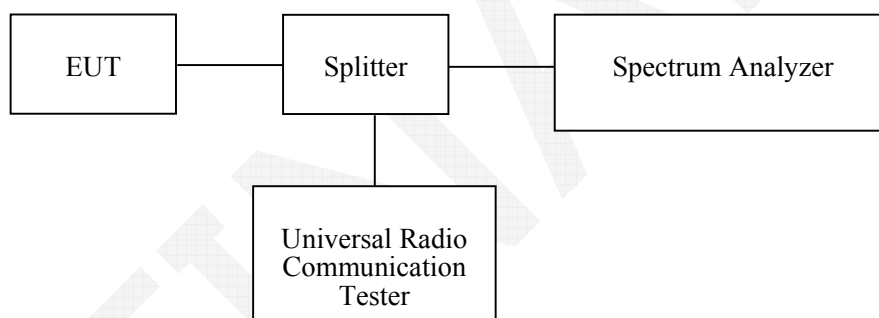 EUT
Splitter
Spectrum Analyzer
Universal Radio
Communication
Tester